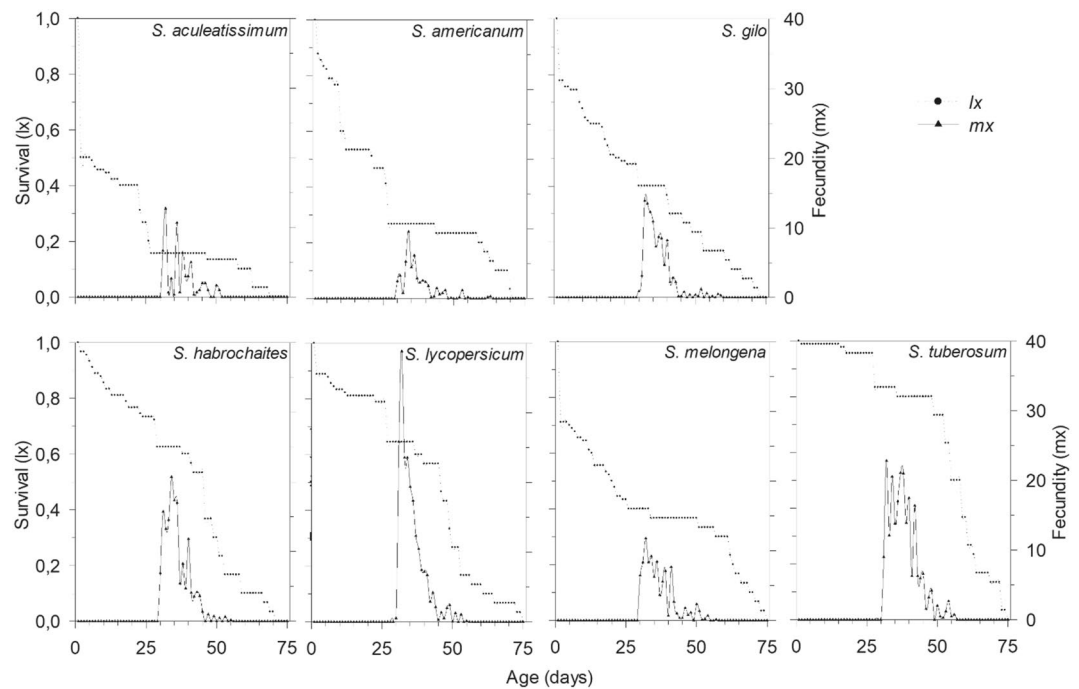 S. aculeatissimum
S. americanum
S. gilo
1,0
0,8
0,6
0,4
0,2
0,0
Survival (lx)
40
30
20
10
0
Fecundity (mx)
lx
mx
S. habrochaites
S. lycopersicum
S. melongena
S. tuberosum
1,0
0,8
0,6
0,4
0,2
0,0
Survival (lx)
40
30
20
10
0
Fecundity (mx)
0 25 50 75 0 25 50 75 0 25 50 75 0 25 50 75
Age (days)